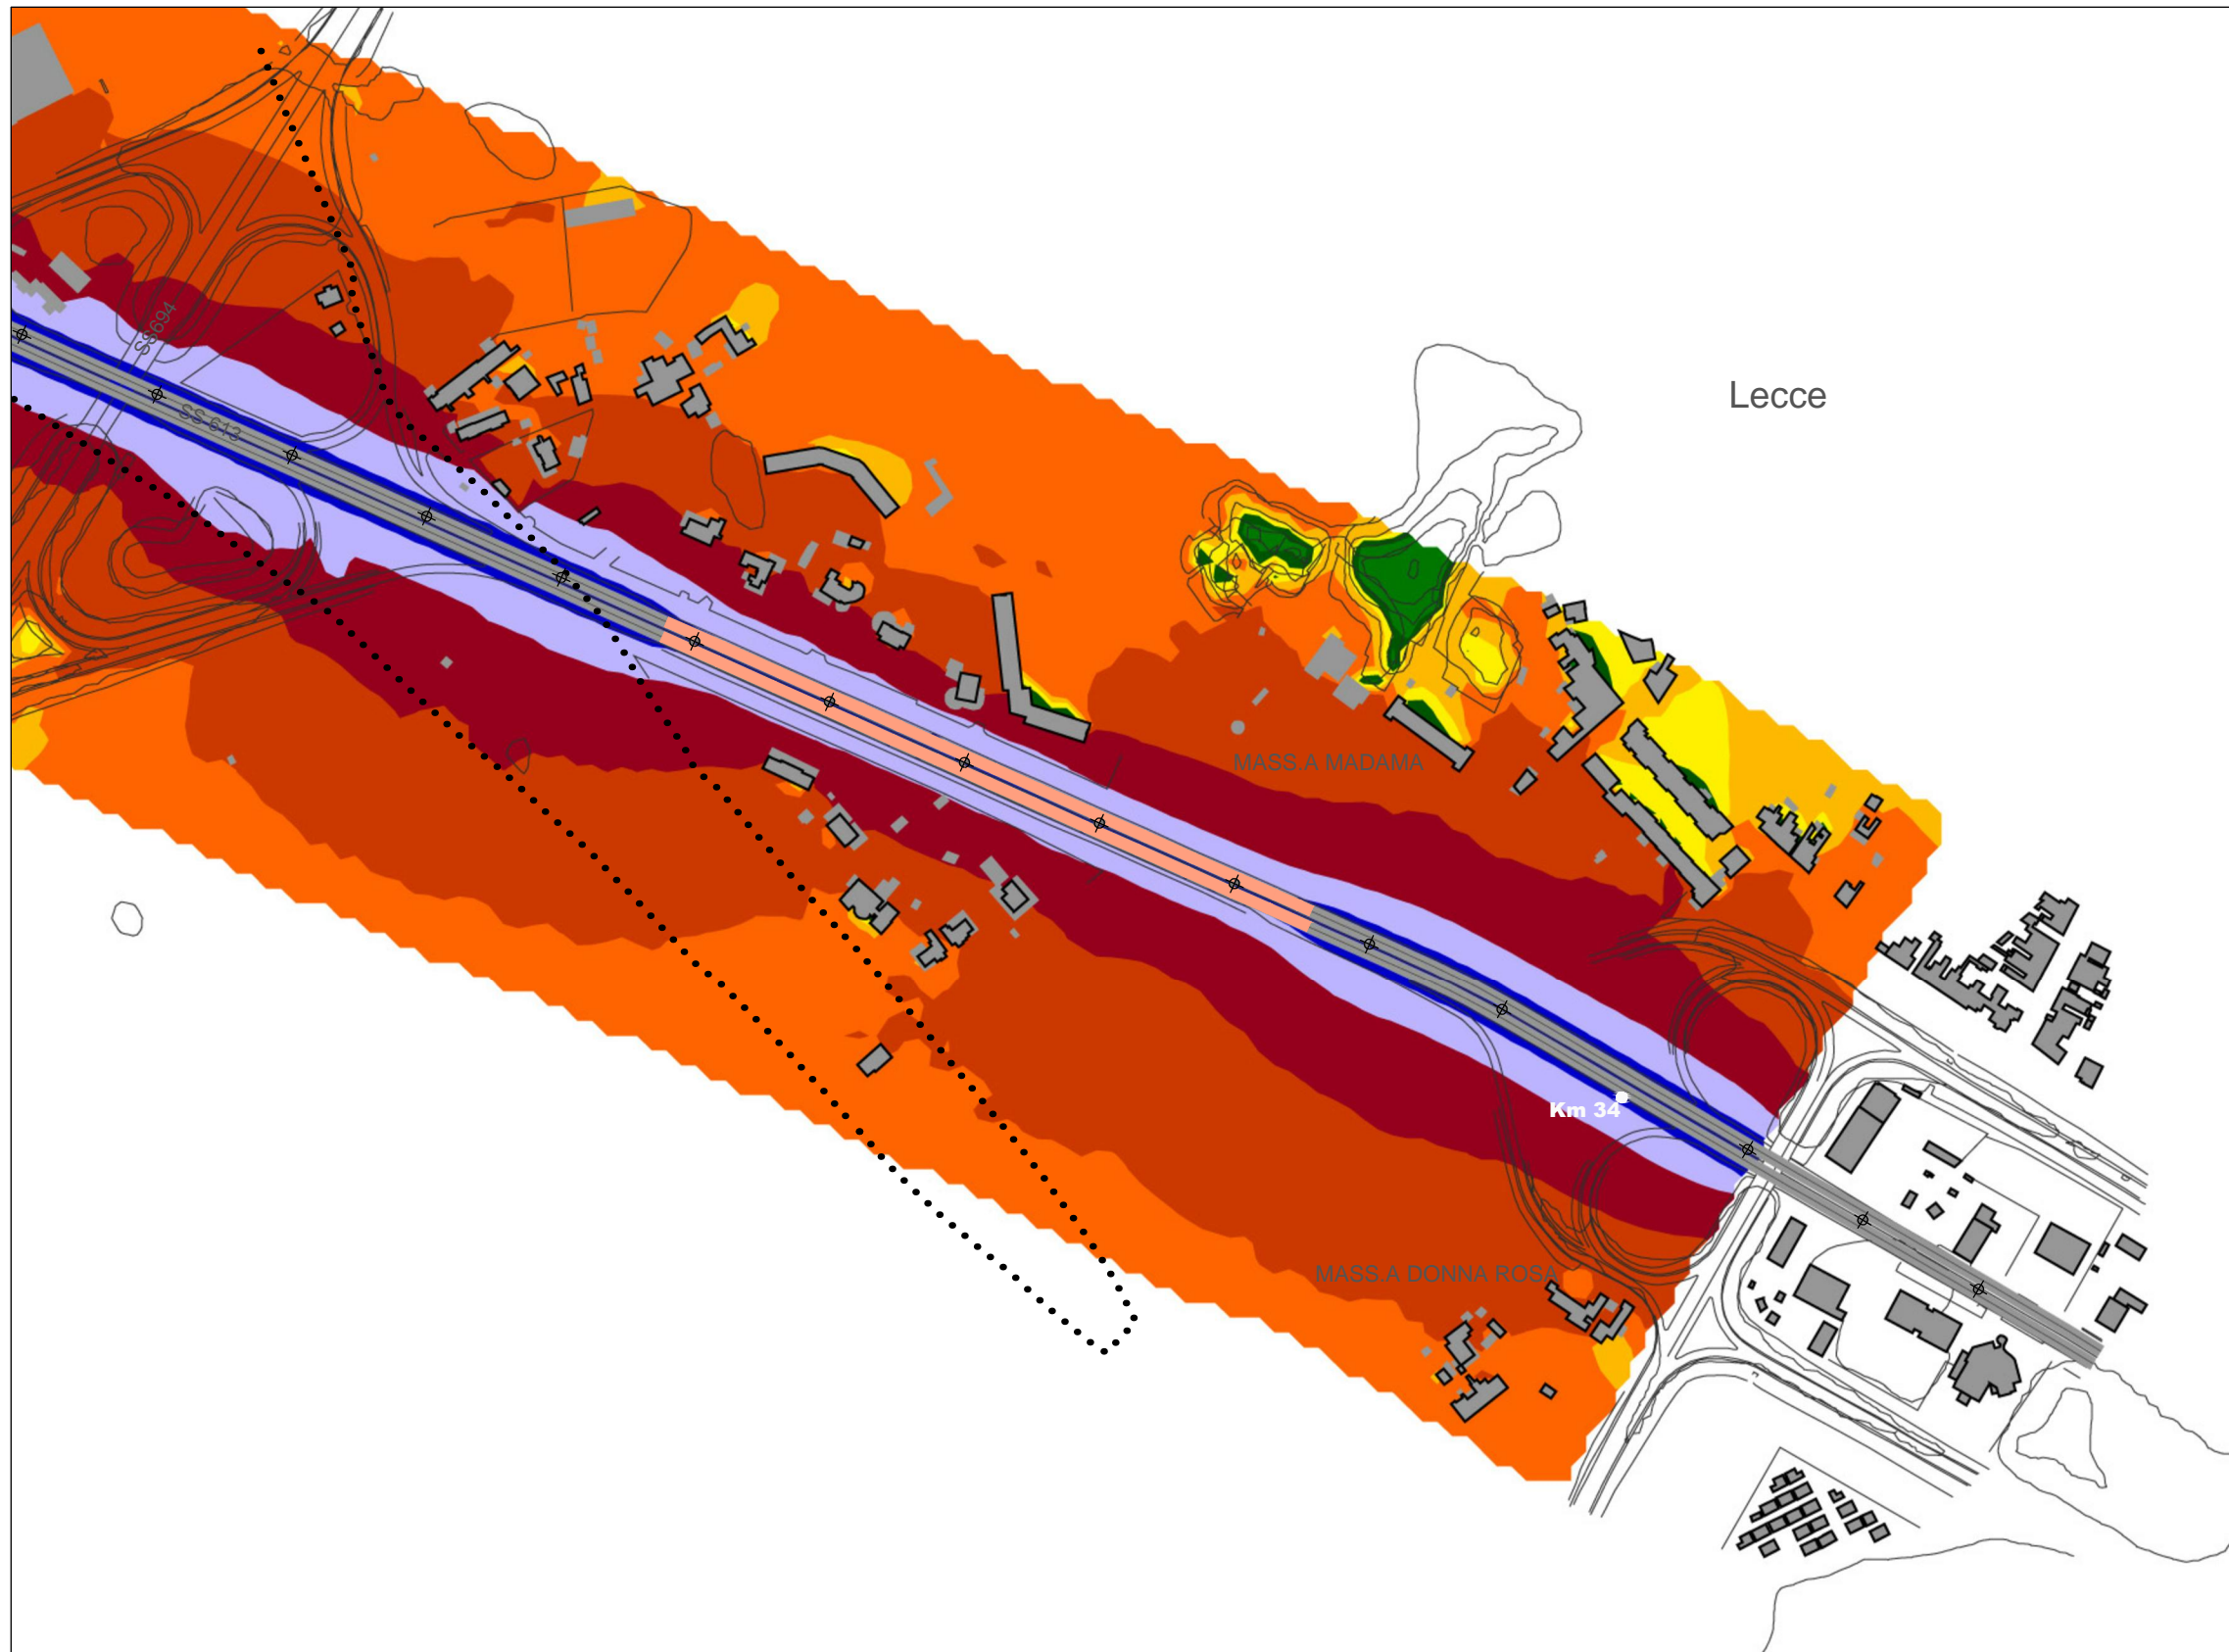 SS694
SS 613
Lecce
MASS.A MADAMA
Km 34
MASS.A DONNA ROSA